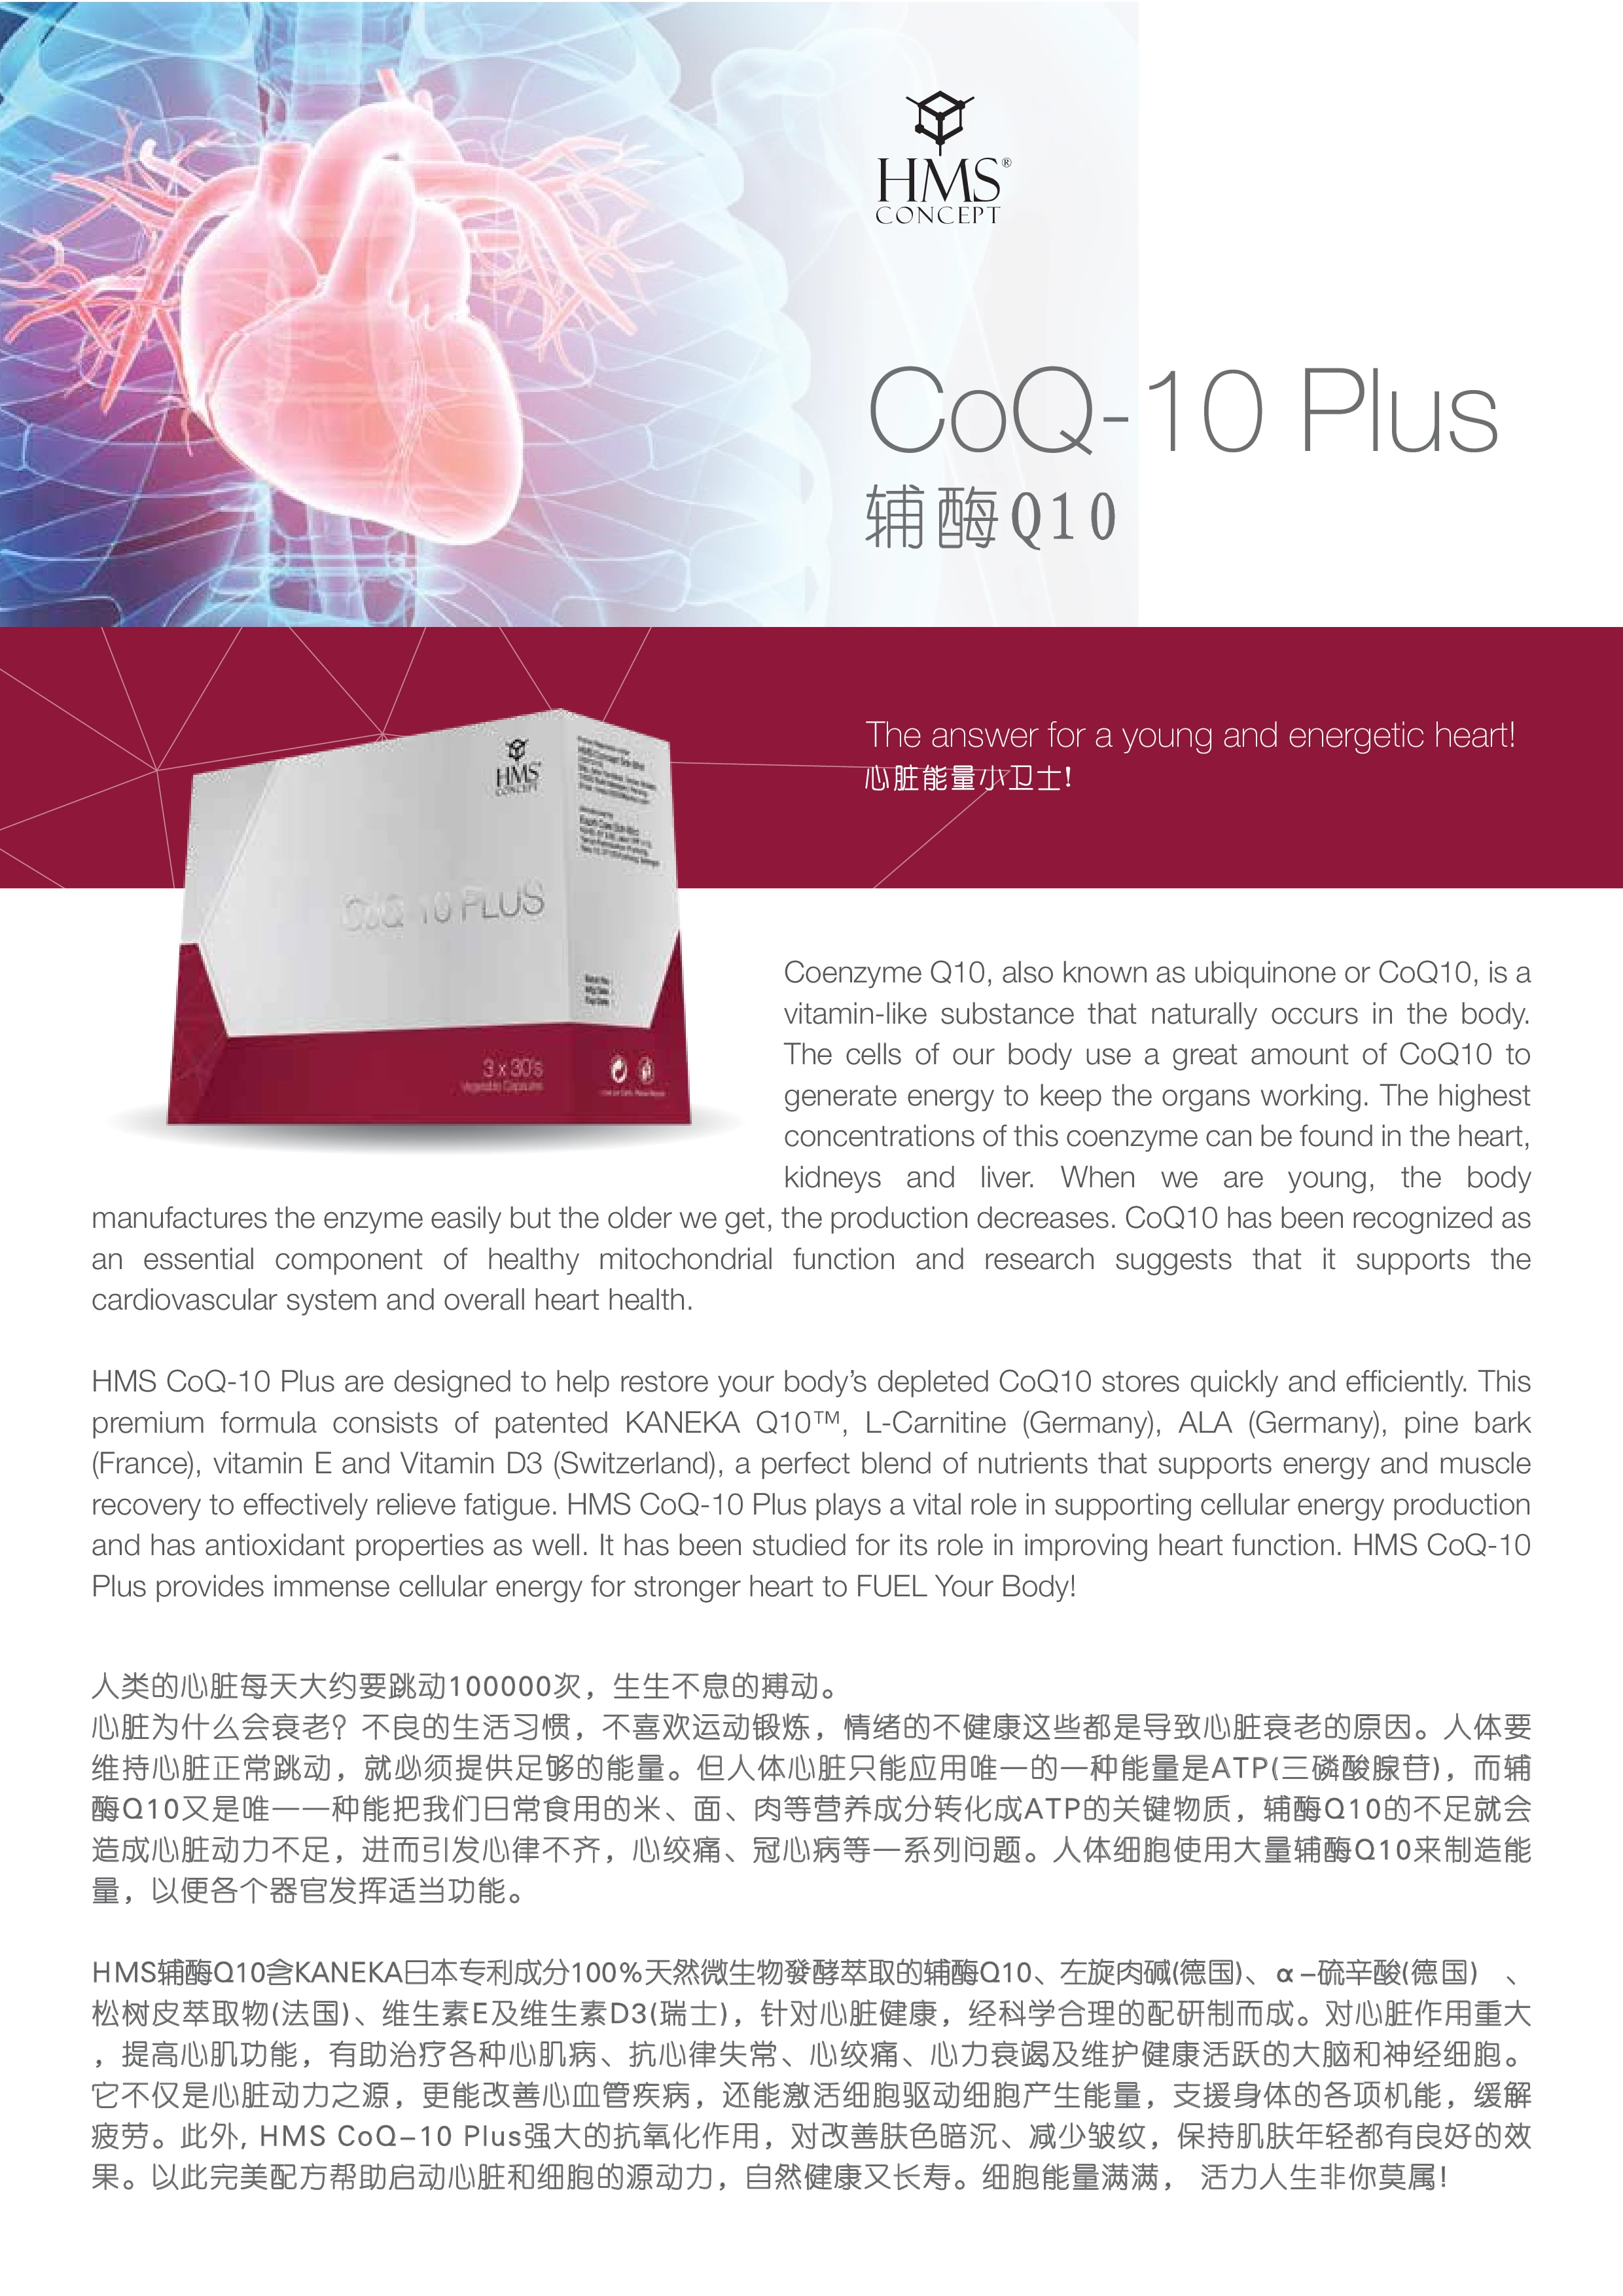 HMS®
CONCEPT
CoQ-10 Plus
辅酶Q10
The answer for a young and energetic heart!
心脏能量小卫士!
HMS
CONCEPT
CoQ-10 PLUS
3 x 30's
Vegetable Capsules
Coenzyme Q10, also known as ubiquinone or CoQ10, is a
vitamin-like substance that naturally occurs in the body.
The cells of our body use a great amount of CoQ10 to
generate energy to keep the organs working. The highest
concentrations of this coenzyme can be found in the heart,
kidneys and liver. When we are young, the body
manufactures the enzyme easily but the older we get, the production decreases. CoQ10 has been recognized as
an essential component of healthy mitochondrial function and research suggests that it supports the
cardiovascular system and overall heart health.
HMS CoQ-10 Plus are designed to help restore your body’s depleted CoQ10 stores quickly and efficiently. This
premium formula consists of patented KANEKA Q10™, L-Carnitine (Germany), ALA (Germany), pine bark
(France), vitamin E and Vitamin D3 (Switzerland), a perfect blend of nutrients that supports energy and muscle
recovery to effectively relieve fatigue. HMS CoQ-10 Plus plays a vital role in supporting cellular energy production
and has antioxidant properties as well. It has been studied for its role in improving heart function. HMS CoQ-10
Plus provides immense cellular energy for stronger heart to FUEL Your Body!
人类的心脏每天大约要跳动100000次，生生不息的搏动。
心脏为什么会衰老？不良的生活习惯，不喜欢运动锻炼，情绪的不健康这些都是导致心脏衰老的原因。人体要
维持心脏正常跳动，就必须提供足够的能量。但人体心脏只能应用唯一的一种能量是ATP(三磷酸腺苷)，而辅
酶Q10又是唯一一种能把我们日常食用的米、面、肉等营养成分转化成ATP的关键物质，辅酶Q10的不足就会
造成心脏动力不足，进而引发心律不齐，心绞痛、冠心病等一系列问题。人体细胞使用大量辅酶Q10来制造能
量，以便各个器官发挥适当功能。
HMS辅酶Q10含KANEKA日本专利成分100%天然微生物發酵萃取的辅酶Q10、左旋肉碱(德国)、α–硫辛酸(德国) 、
松树皮萃取物(法国)、维生素E及维生素D3(瑞士)，针对心脏健康，经科学合理的配研制而成。对心脏作用重大
，提高心肌功能，有助治疗各种心肌病、抗心律失常、心绞痛、心力衰竭及维护健康活跃的大脑和神经细胞。
它不仅是心脏动力之源，更能改善心血管疾病，还能激活细胞驱动细胞产生能量，支援身体的各项机能，缓解
疲劳。此外, HMS CoQ–10 Plus强大的抗氧化作用，对改善肤色暗沉、减少皱纹，保持肌肤年轻都有良好的效
果。以此完美配方帮助启动心脏和细胞的源动力，自然健康又长寿。细胞能量满满， 活力人生非你莫属!